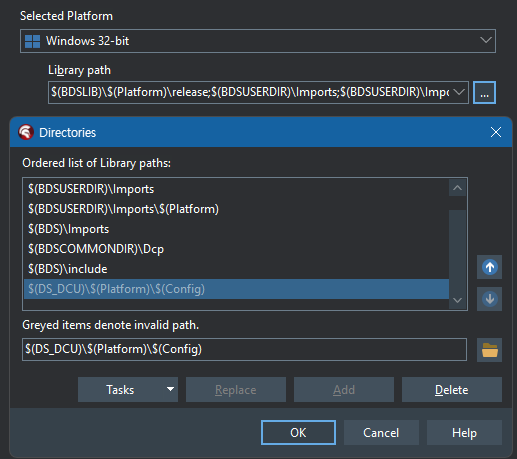 Selected Platform
Windows 32-bit
Library path
$(BDSLIB)\$(Platform)\release;$(BDSUSERDIR)\Imports;$(BDSUSERDIR)\Impo
...
Directories
Ordered list of Library paths:
$(BDSUSERDIR)\Imports
$(BDSUSERDIR)\Imports\$(Platform)
$(BDS)\Imports
$(BDSCOMMONDIR)\Dcp
$(BDS)\include
$(DS_DCU)\$(Platform)\$(Config)
Greyed items denote invalid path.
$(DS_DCU)\$(Platform)\$(Config)
Tasks Replace Add Delete
OK Cancel Help